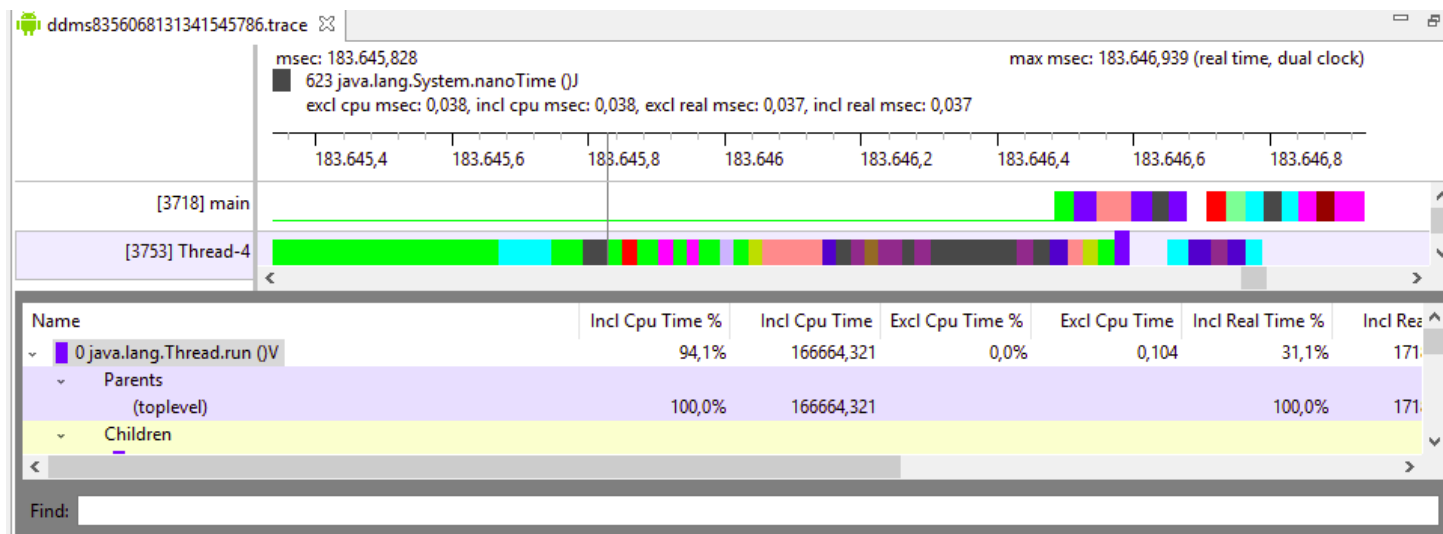 ddms8356068131341545786.trace
msec: 183.645,828 max msec: 183.646,939 (real time, dual clock)
623 java.lang.System.nanoTime ()J
excl cpu msec: 0,038, incl cpu msec: 0,038, excl real msec: 0,037, incl real msec: 0,037
183.645,4 183.645,6 183.645,8 183.646 183.646,2 183.646,4 183.646,6 183.646,8
[3718] main
[3753] Thread-4
Name Incl Cpu Time % Incl Cpu Time Excl Cpu Time % Excl Cpu Time Incl Real Time % Incl Rea
0 java.lang.Thread.run ()V 94,1% 166664,321 0,0% 0,104 31,1% 171
Parents
(toplevel) 100,0% 166664,321 100,0% 171
Children
Find: